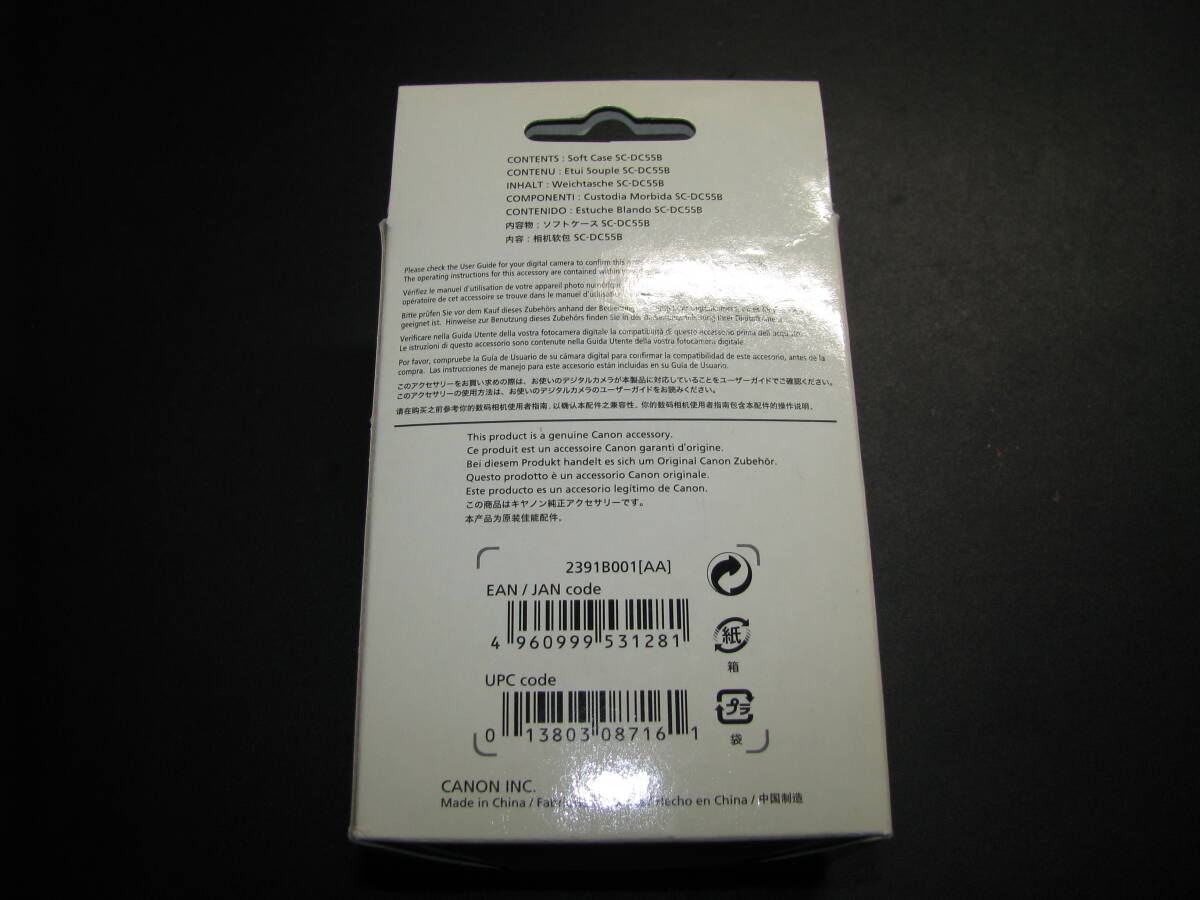 CONTENTS : Soft Case SC-DC55B
CONTENU : Etui Souple SC-DC55B
INHALT : Weichtasche SC-DC55B
COMPONENTI : Custodia Morbida SC-DC55B
CONTENIDO : Estuche Blando SC-DC55B
内容物 : ソフトケース SC-DC55B
内容 : 相机软包 SC-DC55B
Please check the User Guide for your digital camera to confirm this
The operating instructions for this accessory are contained within
Vérifiez le manuel d'utilisation de votre appareil photo numérique
opératoire de cet accessoire se trouve dans le manuel d'utilisation
Bitte prüfen Sie vor dem Kauf dieses Zubehörs anhand der
geeignet ist. Hinweise zur Benutzung dieses Zubehörs finden Sie in der
Verificare nella Guida Utente della vostra fotocamera digitale la compatibilità di questo accessorio prima dell'acquisto.
Le istruzioni di questo accessorio sono contenute nella Guida Utente della vostra fotocamera digitale.
Por favor, compruebe la Guía de Usuario de su cámara digital para confirmar la compatibilidad de este accesorio, antes de la
compra. Las instrucciones de manejo para este accesorio están incluidas en su Guía de Usuario.
このアクセサリーをお買い求めの際は、お使いのデジタルカメラが本製品に対応していることをユーザーガイドでご確認ください。
このアクセサリーの使用方法は、お使いのデジタルカメラのユーザーガイドをお読みください。
请在购买之前参考你的数码相机使用者指南,以确认本配件之兼容性。你的数码相机使用者指南包含本配件的操作说明。
This product is a genuine Canon accessory.
Ce produit est un accessoire Canon garanti d'origine.
Bei diesem Produkt handelt es sich um Original Canon Zubehör.
Questo prodotto è un accessorio Canon originale.
Este producto es un accesorio legítimo de Canon.
この商品はキヤノン純正アクセサリーです。
本产品为原装佳能配件。
2391B001[AA]
EAN / JAN code
4 960999 531281
紙
箱
UPC code
0 13803 08716 1
プラ
袋
CANON INC.
Made in China / / Hecho en China / 中国制造